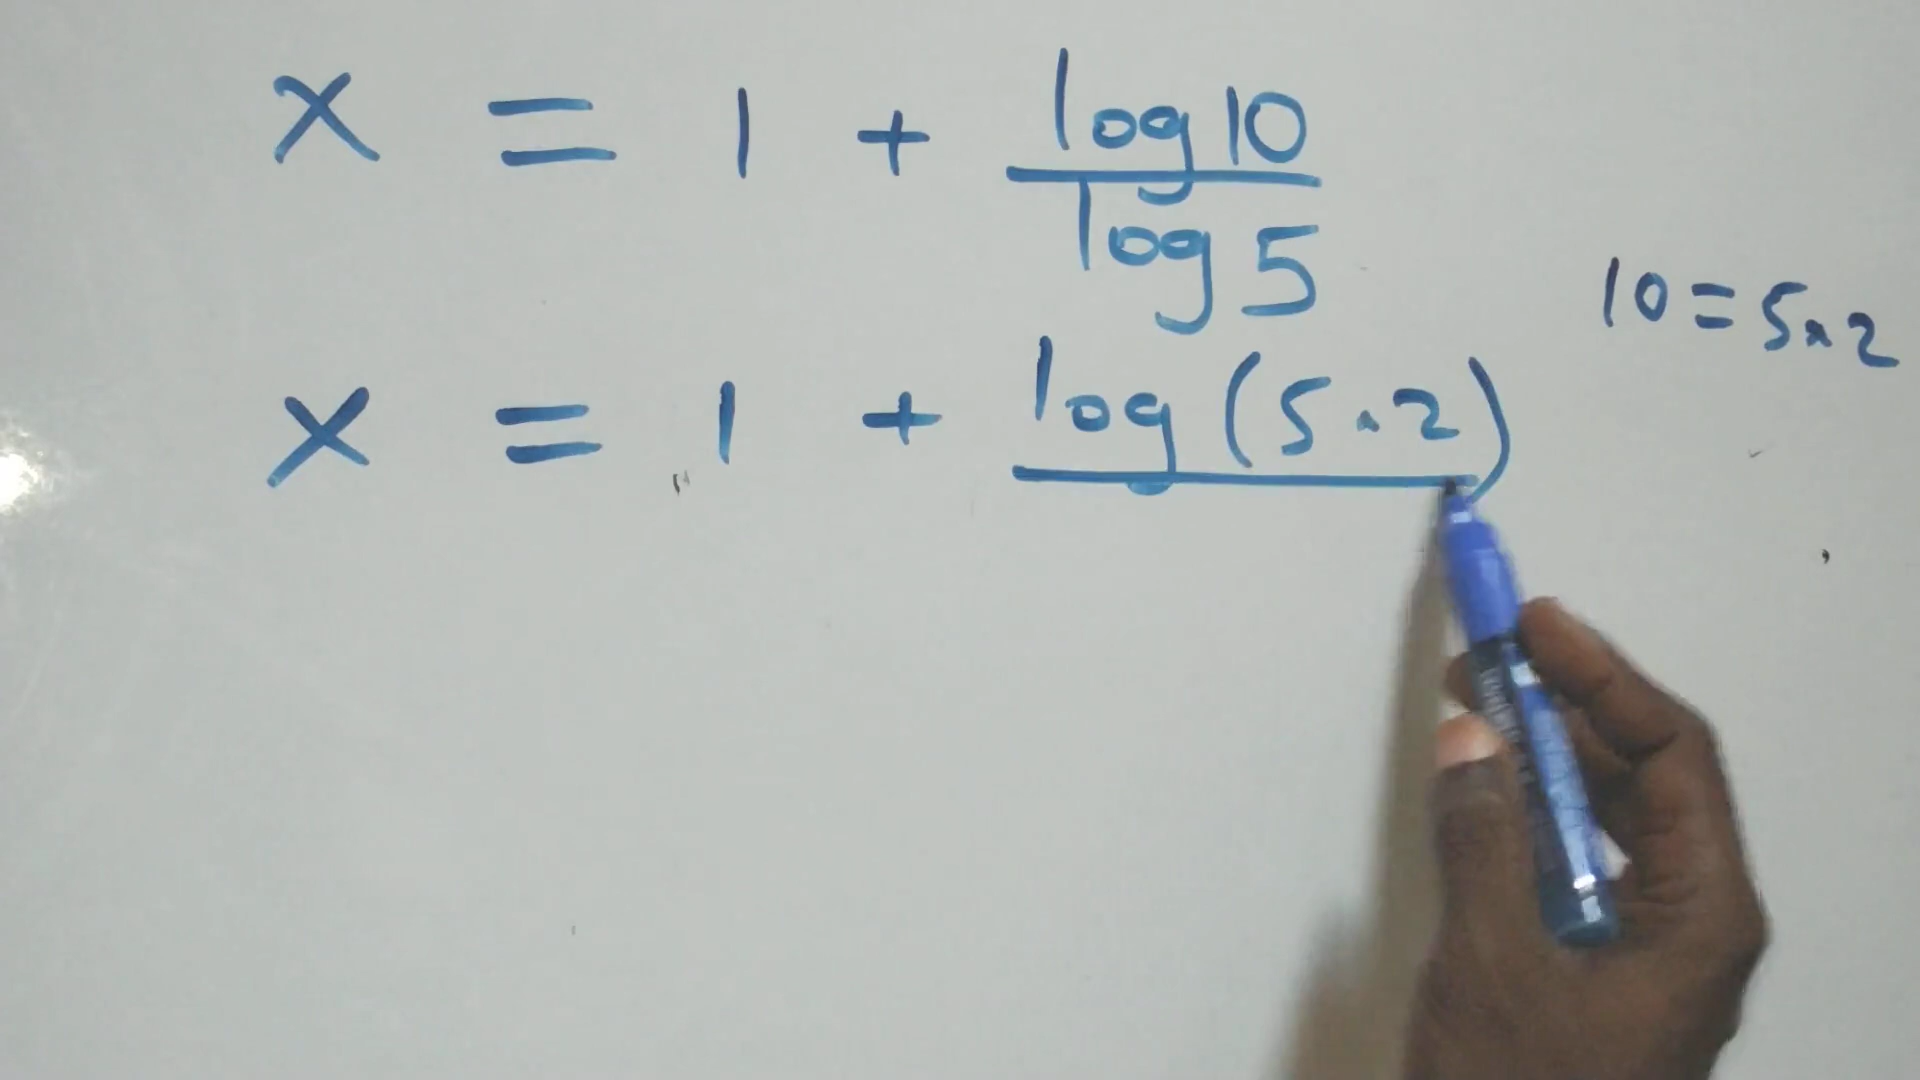 x = 1 + log 10 / log 5
10 = 5×2
x = 1 + log (5×2)